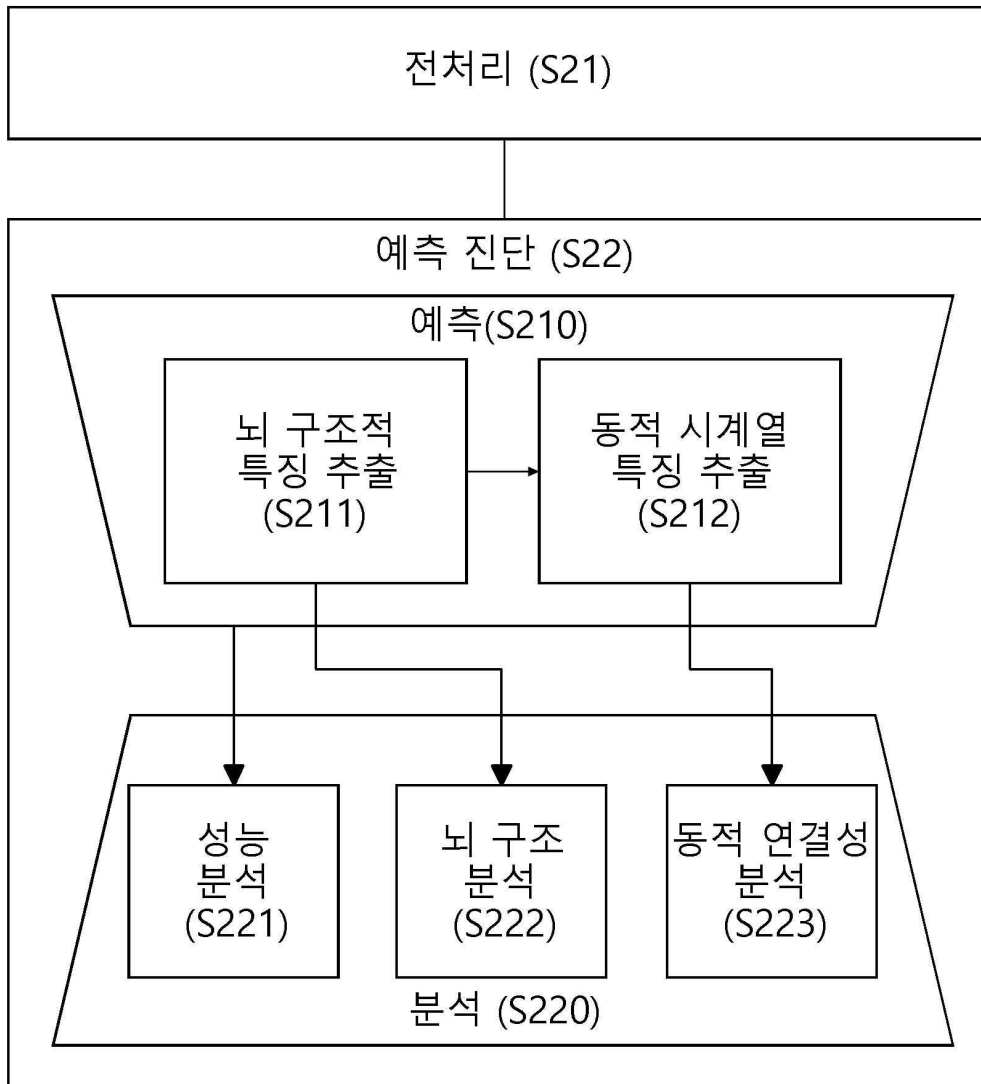 전처리 (S21)
예측 진단 (S22)
예측(S210)
뇌 구조적
특징 추출
(S211)
동적 시계열
특징 추출
(S212)
성능
분석
(S221)
뇌 구조
분석
(S222)
동적 연결성
분석
(S223)
분석 (S220)